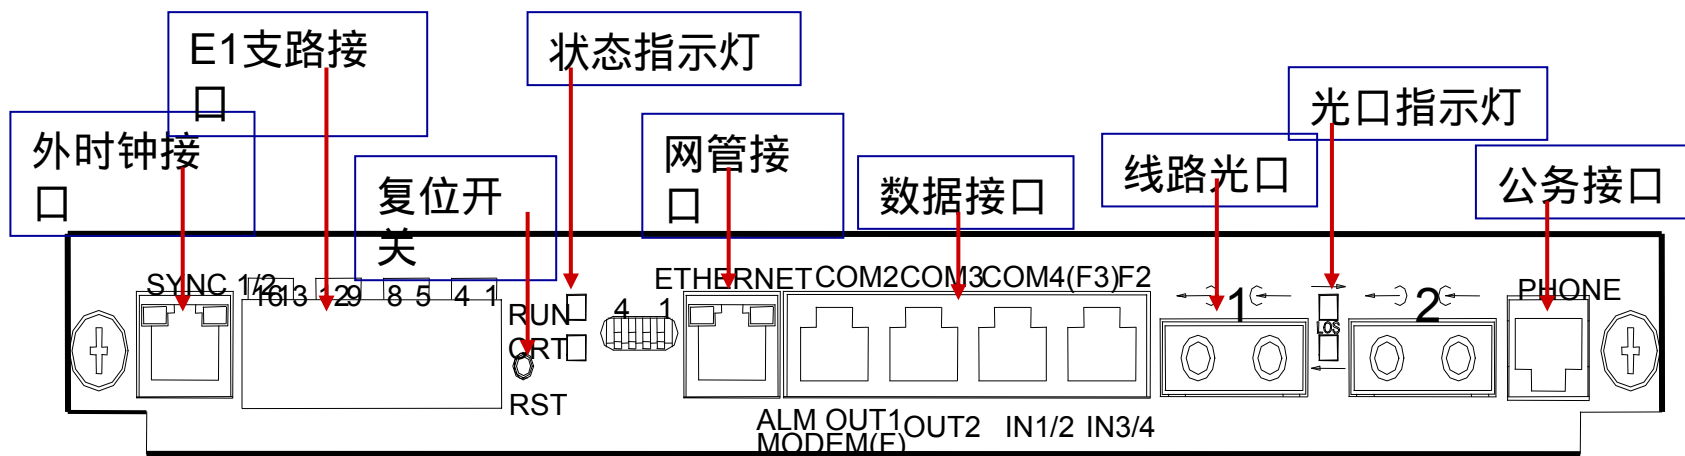 E1支路接
口
状态指示灯
光口指示灯
外时钟接
口
复位开
关
网管接
口
数据接口
线路光口
公务接口
SYNC 1/2
16 13 12 9 8 5 4 1
RUN
CRT
RST
4 1
ETHERNET
COM2 COM3 COM4(F3) F2
1
LOS
2
PHONE
ALM OUT1 OUT2 IN1/2 IN3/4
MODEM(F)